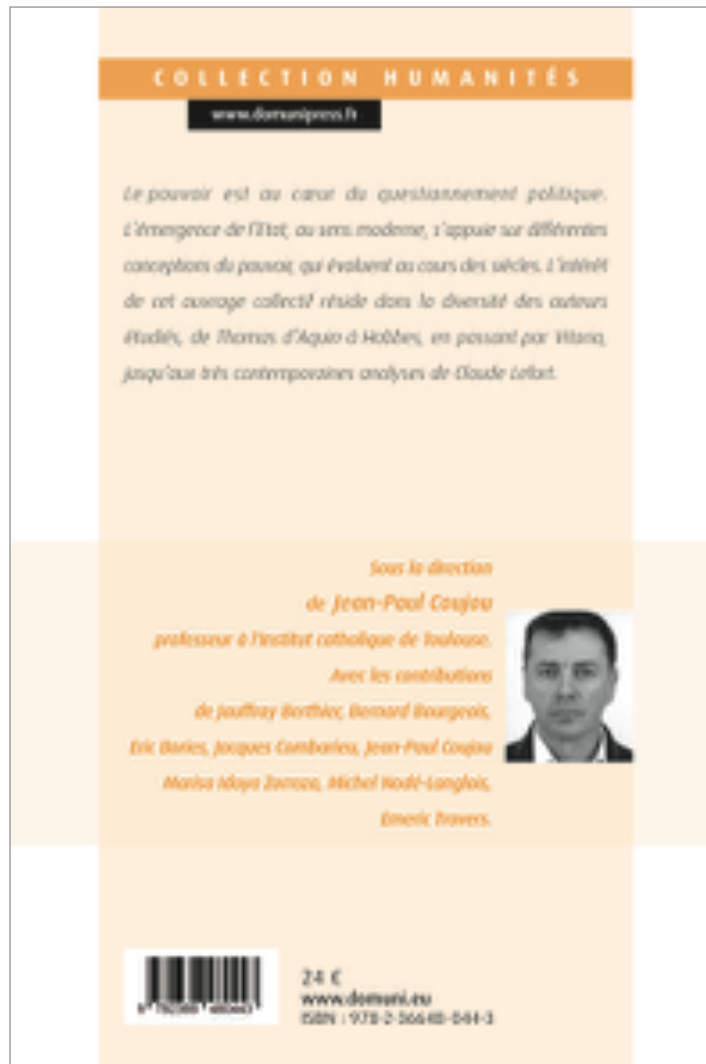 COLLECTION HUMANITÉS
www.domunipress.fr
Le pouvoir est au cœur du questionnement politique.
L'émergence de l'Etat, au sens moderne, s'appuie sur différentes
conceptions du pouvoir, qui évoluent au cours des siècles. L'intérêt
de cet ouvrage collectif réside dans la diversité des auteurs
étudiés, de Thomas d'Aquin à Hobbes, en passant par Vitoria,
jusqu'aux très contemporaines analyses de Claude Lefort.
Sous la direction
de Jean-Paul Coujou
professeur à l'Institut catholique de Toulouse.
Avec les contributions
de Jauffray Berthier, Bernard Bourgeois,
Eric Bories, Jacques Combarieu, Jean-Paul Coujou
Marisa Idoya Zorroza, Michel Nodé-Langlois,
Emeric Travers.
24 €
www.domuni.eu
ISBN : 978-2-36648-044-3